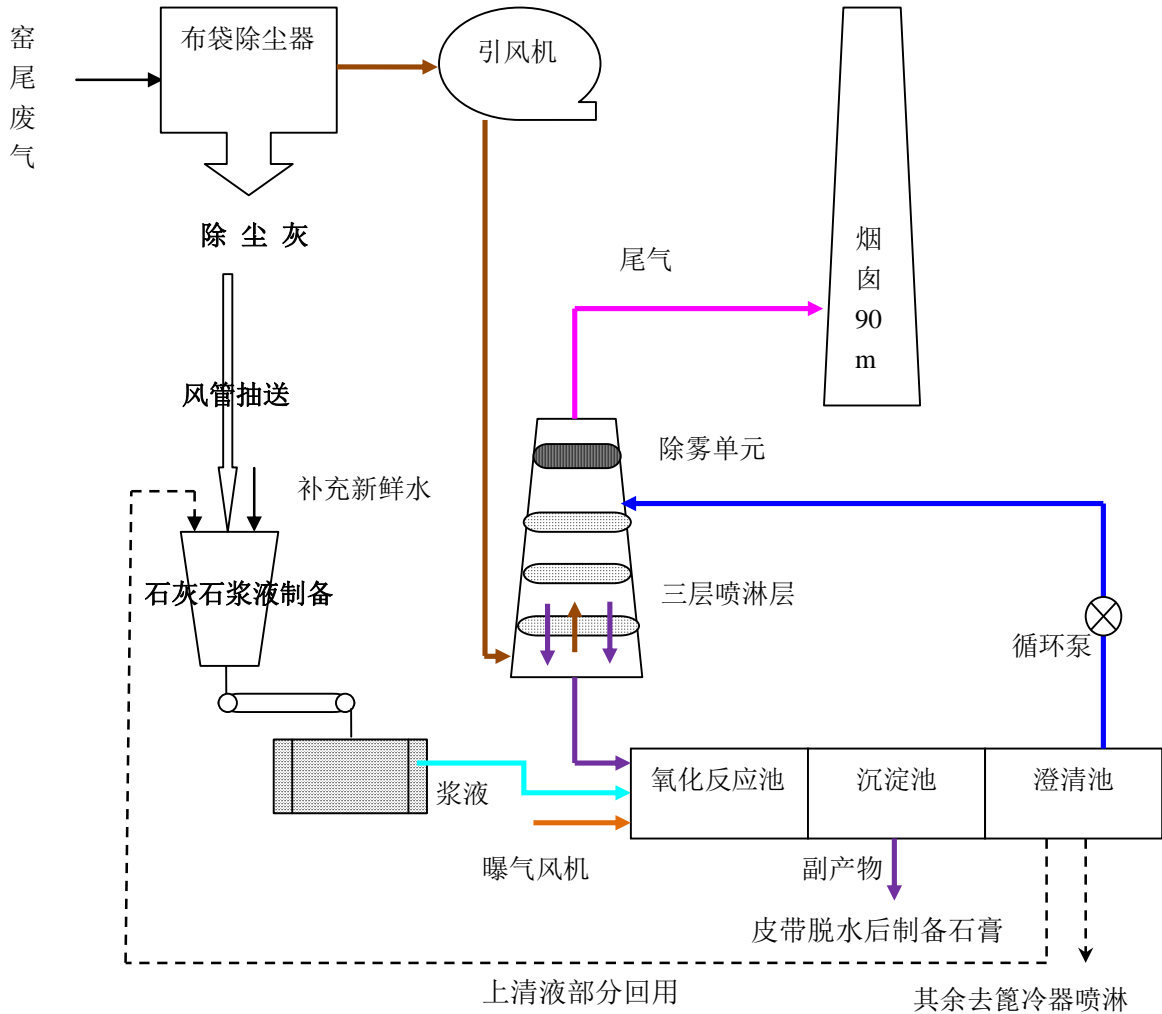 窑
尾
废
气
布袋除尘器
引风机
除 尘 灰
尾气
烟
囱
90
m
风管抽送
除雾单元
补充新鲜水
石灰石浆液制备
三层喷淋层
循环泵
氧化反应池
沉淀池
澄清池
浆液
曝气风机
副产物
皮带脱水后制备石膏
上清液部分回用
其余去篦冷器喷淋